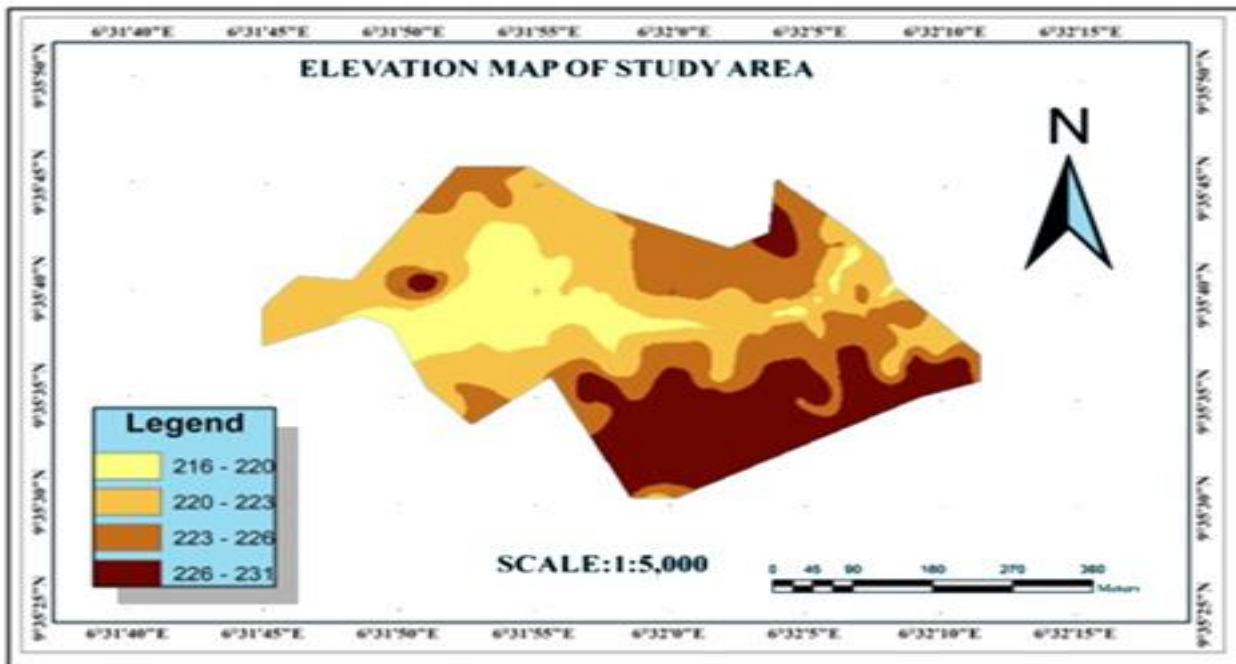 6°31'40"E 6°31'45"E 6°31'50"E 6°31'55"E 6°32'0"E 6°32'5"E 6°32'10"E 6°32'15"E
ELEVATION MAP OF STUDY AREA
N
Legend
216 - 220
220 - 223
223 - 226
226 - 231
SCALE:1:5,000
0 45 90 180 270 360
Meters
6°31'40"E 6°31'45"E 6°31'50"E 6°31'55"E 6°32'0"E 6°32'5"E 6°32'10"E 6°32'15"E